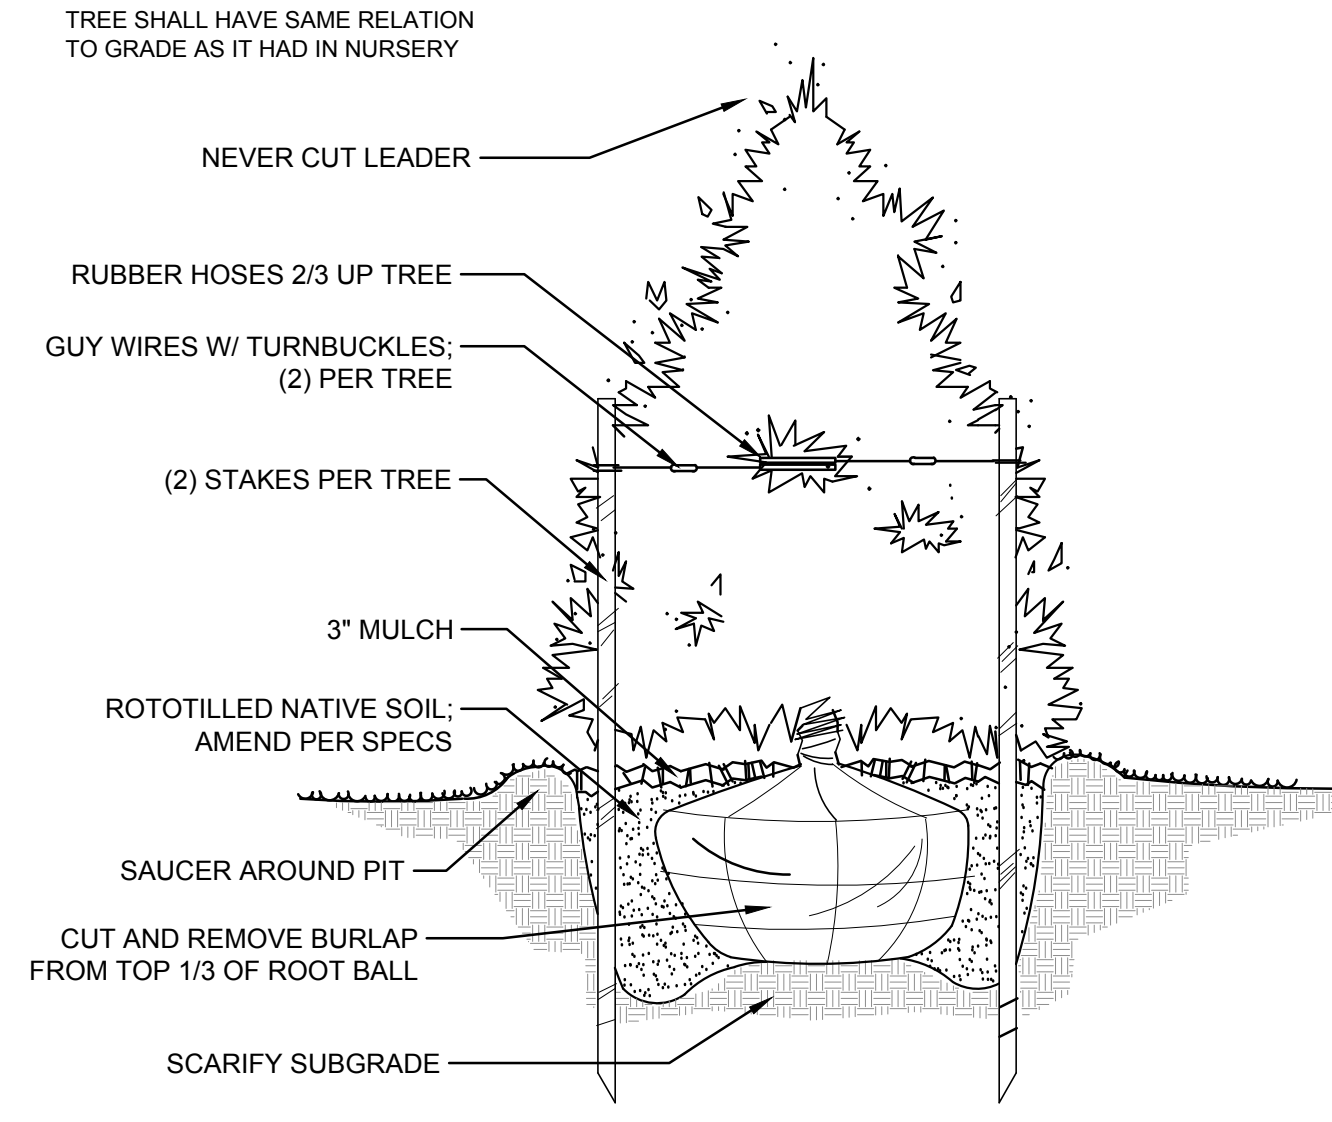 TREE SHALL HAVE SAME RELATION
TO GRADE AS IT HAD IN NURSERY
NEVER CUT LEADER
RUBBER HOSES 2/3 UP TREE
GUY WIRES W/ TURNBUCKLES;
(2) PER TREE
(2) STAKES PER TREE
3" MULCH
ROTOTILLED NATIVE SOIL;
AMEND PER SPECS
SAUCER AROUND PIT
CUT AND REMOVE BURLAP
FROM TOP 1/3 OF ROOT BALL
SCARIFY SUBGRADE